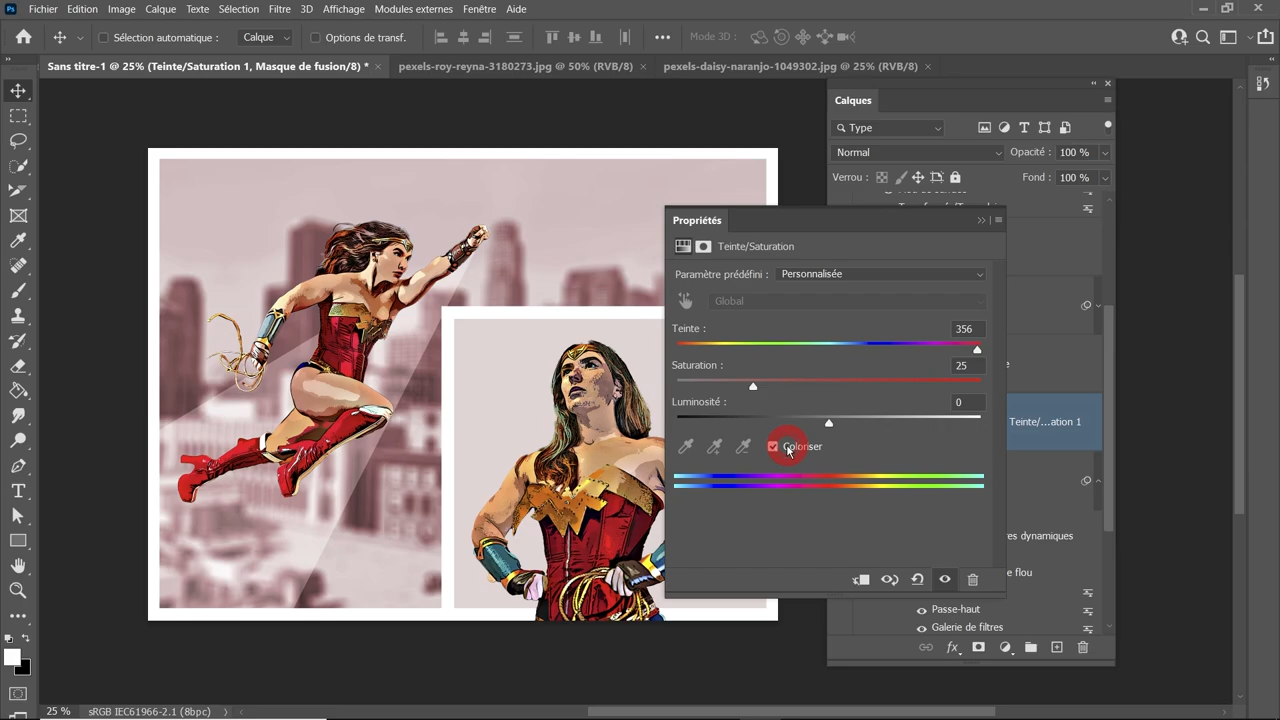 Ps Fichier Edition Image Calque Texte Sélection Filtre 3D Affichage Modules externes Fenêtre Aide
Sélection automatique : Calque Options de transf. Mode 3D :
Sans titre-1 @ 25% (Teinte/Saturation 1, Masque de fusion/8) * × pexels-roy-reyna-3180273.jpg @ 50% (RVB/8) × pexels-daisy-naranjo-1049302.jpg @ 25% (RVB/8) ×
Calques
Type
Normal Opacité : 100 %
Verrou : Fond : 100 %
Propriétés
Teinte/Saturation
Paramètre prédéfini : Personnalisée
Global
Teinte : 356
Saturation : 25
Luminosité : 0
Coloriser
Teinte/...ation 1
res dynamiques
e flou
Passe-haut
Galerie de filtres
fx
25 % sRGB IEC61966-2.1 (8bpc)